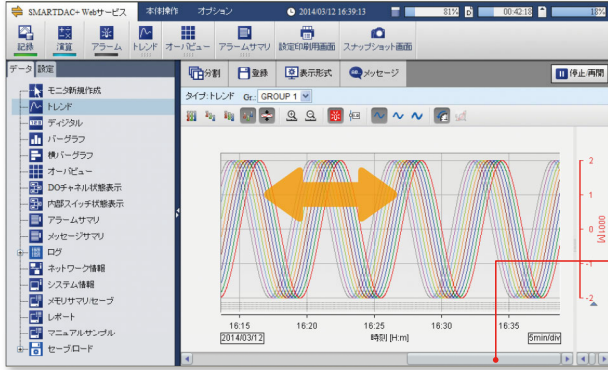 SMARTDAC+ Webサービス 本体操作 オプション 2014/03/12 16:39:13 81% 00:42:18 18%
記録 演算 アラーム トレンド オーバビュー アラームサマリ 設定印刷用画面 スナップショット画面
データ 設定
モニタ新規作成
トレンド
ディジタル
バーグラフ
横バーグラフ
オーバビュー
DOチャネル状態表示
内部スイッチ状態表示
アラームサマリ
メッセージサマリ
ログ
ネットワーク情報
システム情報
メモリサマリ/セーブ
レポート
マニュアルサンプル
セーブ/ロード
分割 登録 表示形式 メッセージ 停止/再開
タイプ:トレンド Gr.: GROUP 1
2
1
0
-1
-2
0001[V]
16:15 16:20 16:25 16:30 16:35
2014/03/12 時刻 [H:m] 5min/div